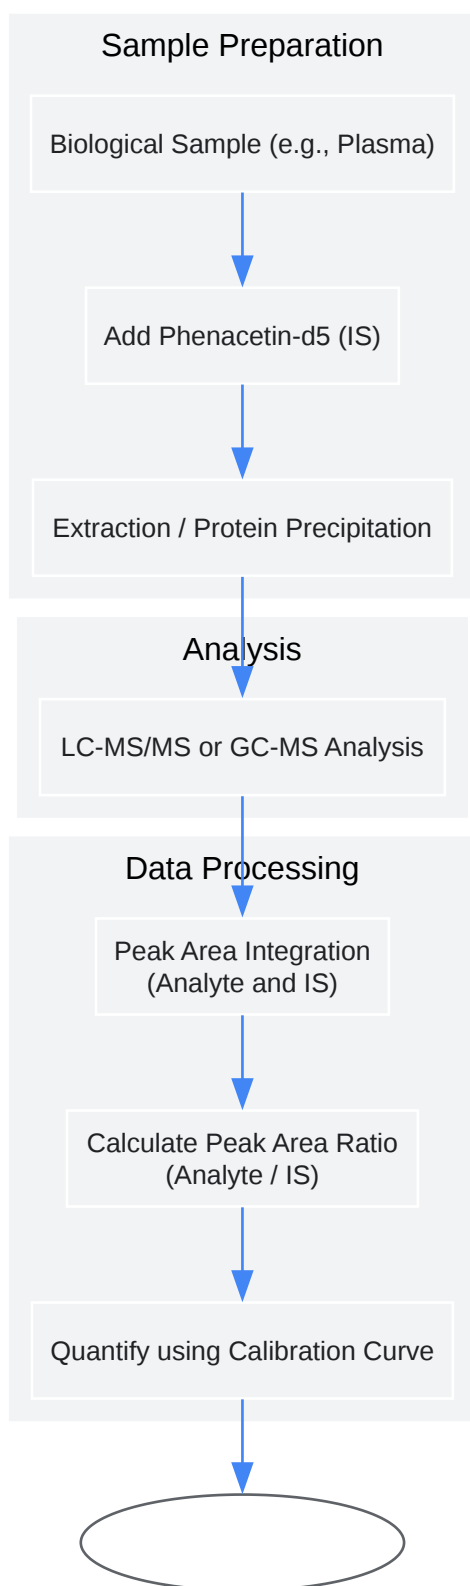 Sample Preparation
Biological Sample (e.g., Plasma)
Add Phenacetin-d5 (IS)
Extraction / Protein Precipitation
Analysis
LC-MS/MS or GC-MS Analysis
Data Processing
Peak Area Integration
(Analyte and IS)
Calculate Peak Area Ratio
(Analyte / IS)
Quantify using Calibration Curve